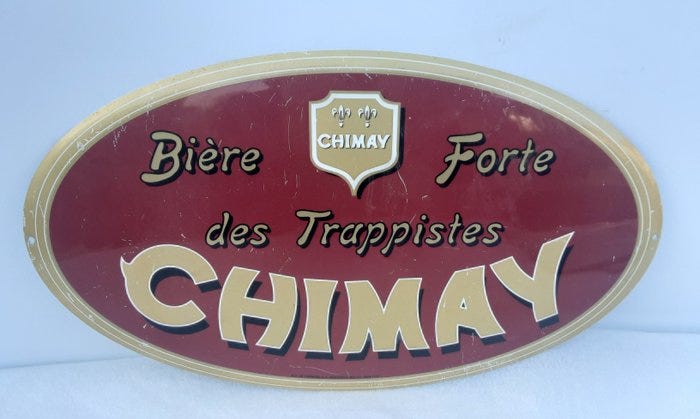 CHIMAY
Bière Forte
des Trappistes
CHIMAY